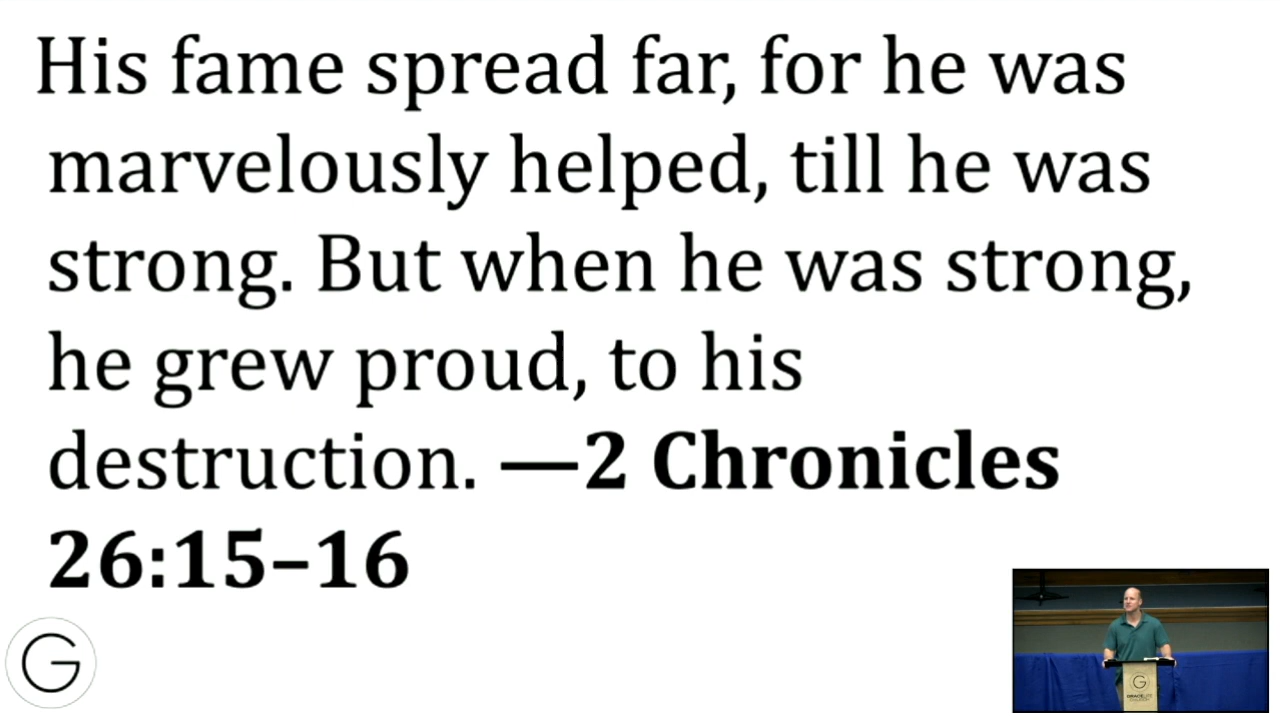 His fame spread far, for he was
marvelously helped, till he was
strong. But when he was strong,
he grew proud, to his
destruction. —2 Chronicles
26:15–16
G
G